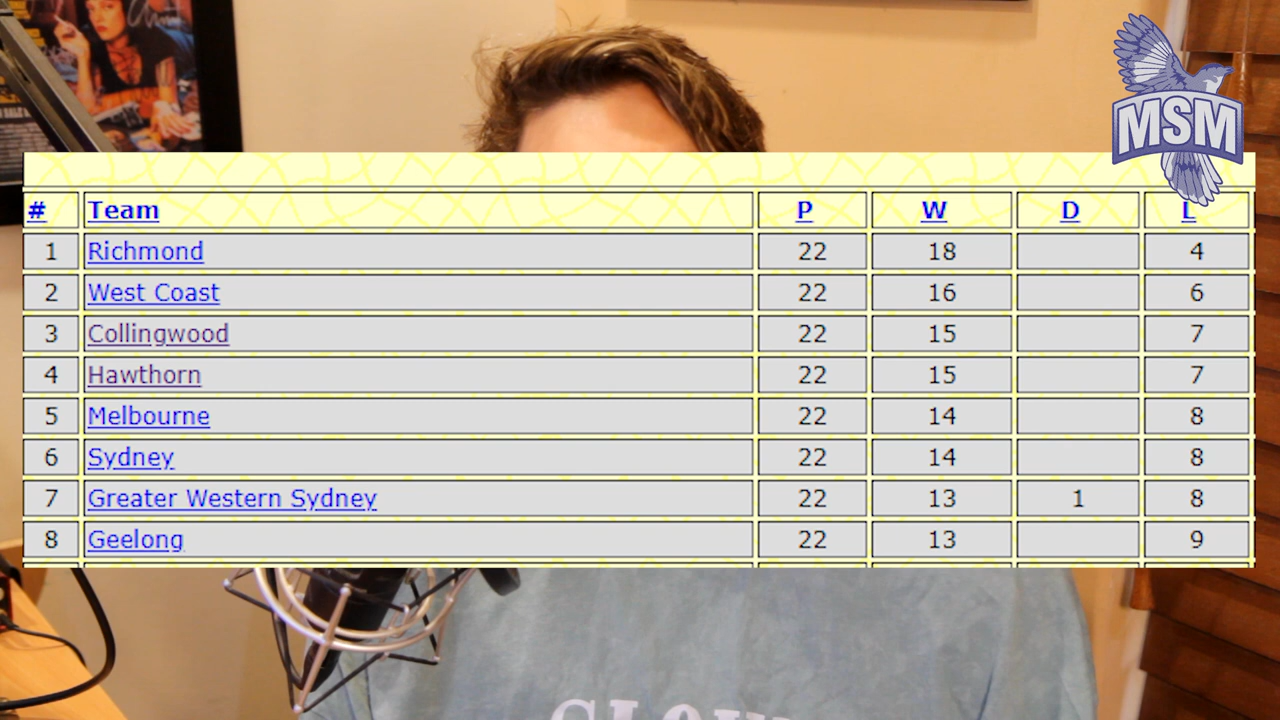 MSM
# Team P W D L
1 Richmond 22 18 4
2 West Coast 22 16 6
3 Collingwood 22 15 7
4 Hawthorn 22 15 7
5 Melbourne 22 14 8
6 Sydney 22 14 8
7 Greater Western Sydney 22 13 1 8
8 Geelong 22 13 9